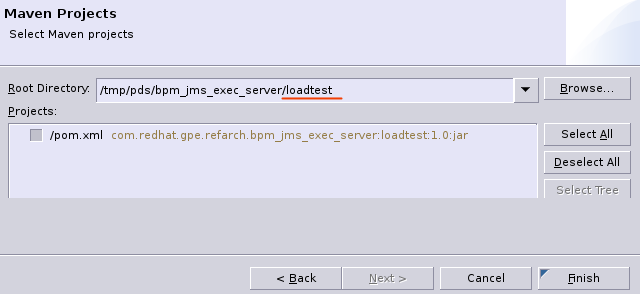 Maven Projects
Select Maven projects
Root Directory: /tmp/pds/bpm_jms_exec_server/loadtest Browse...
Projects:
/pom.xml com.redhat.gpe.refarch.bpm_jms_exec_server:loadtest:1.0:jar
Select All
Deselect All
Select Tree
< Back Next > Cancel Finish